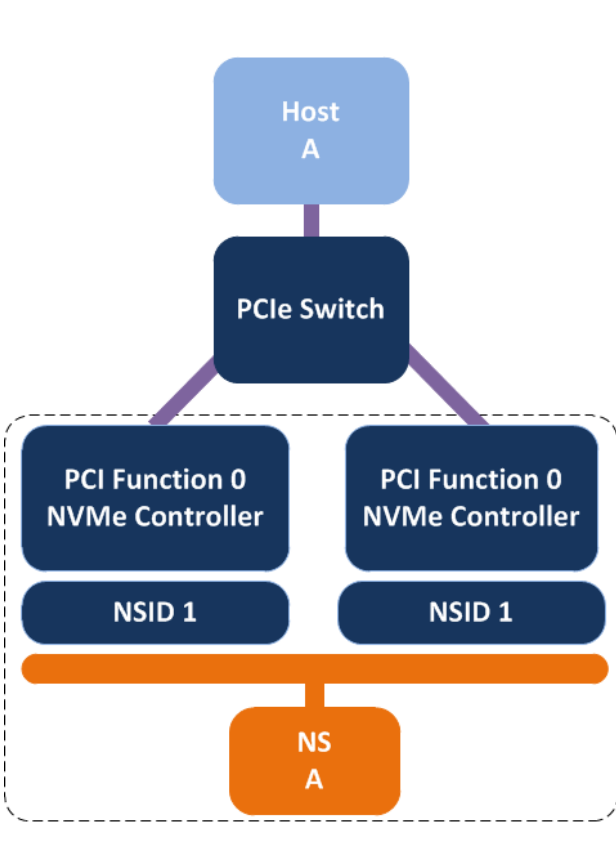 Host
A
PCIe Switch
PCI Function 0
NVMe Controller
PCI Function 0
NVMe Controller
NSID 1
NSID 1
NS
A